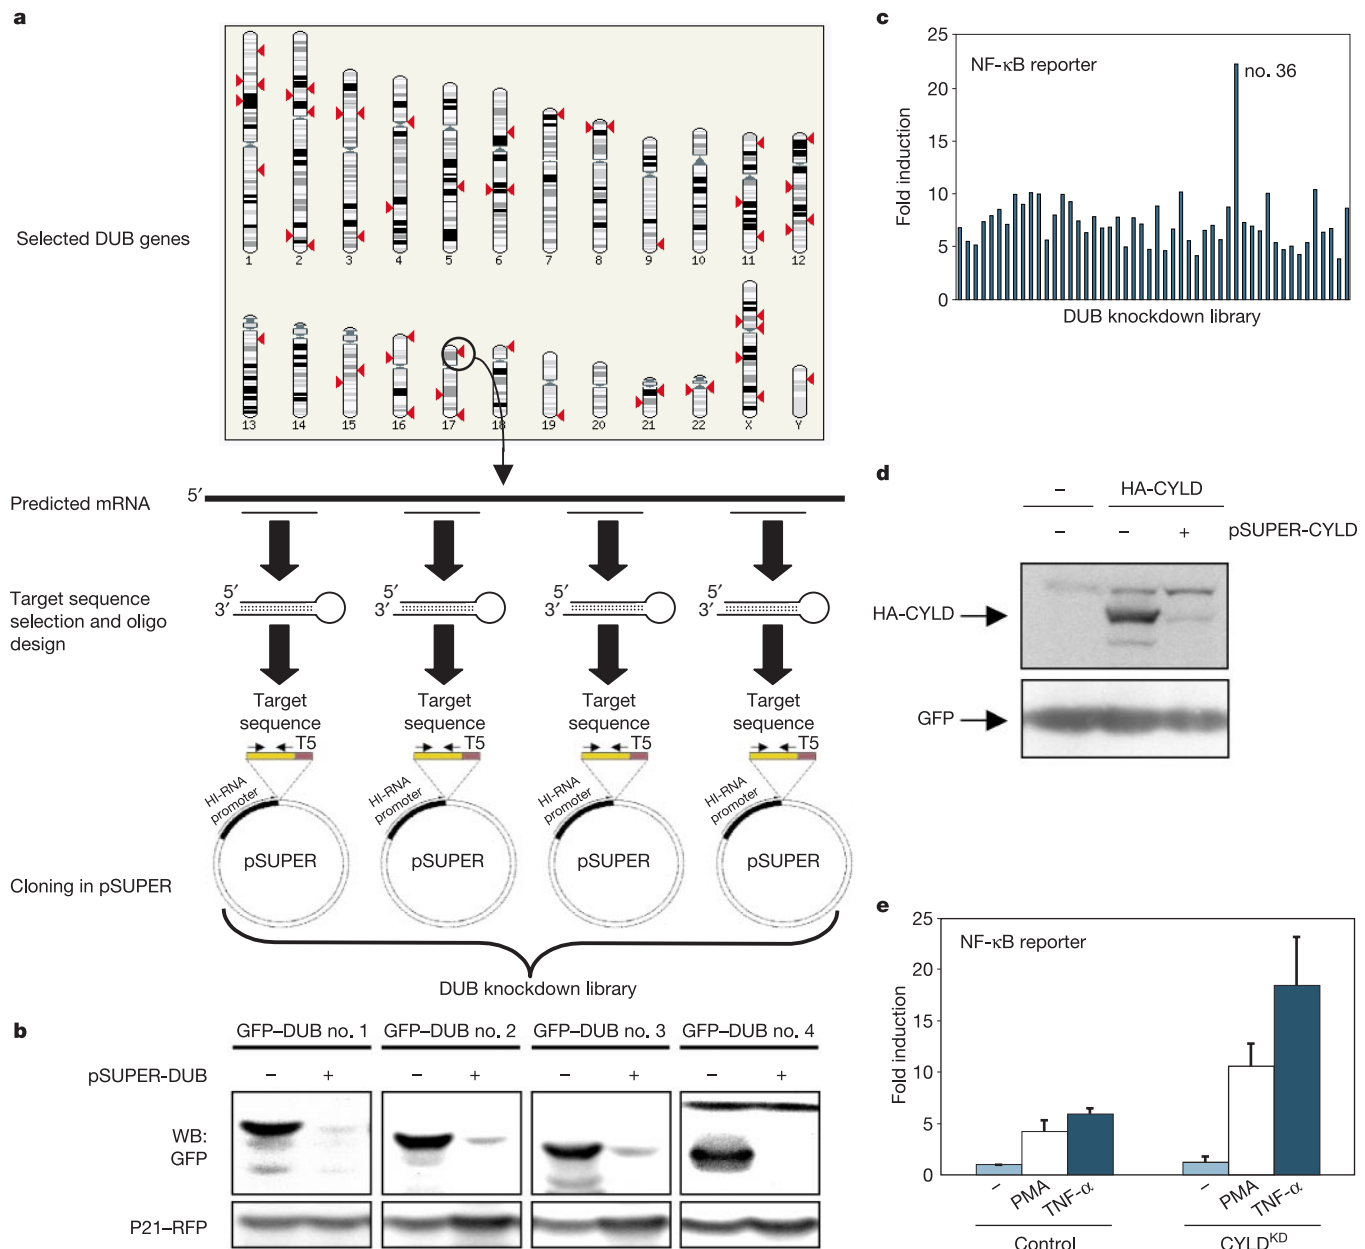 a
Selected DUB genes
1 2 3 4 5 6 7 8 9 10 11 12
13 14 15 16 17 18 19 20 21 22 X Y
Predicted mRNA
5′
Target sequence
selection and oligo
design
5′ 5′ 5′ 5′
3′ 3′ 3′ 3′
Target Target Target Target
sequence sequence sequence sequence
T5 T5 T5 T5
HI-RNA HI-RNA HI-RNA HI-RNA
promoter promoter promoter promoter
Cloning in pSUPER
pSUPER pSUPER pSUPER pSUPER
DUB knockdown library
b
GFP–DUB no. 1 GFP–DUB no. 2 GFP–DUB no. 3 GFP–DUB no. 4
pSUPER-DUB – + – + – + – +
WB:
GFP
P21–RFP
c
NF-κB reporter
no. 36
Fold induction
25
20
15
10
5
0
DUB knockdown library
d
– HA-CYLD
– – + pSUPER-CYLD
HA-CYLD
GFP
e
NF-κB reporter
Fold induction
25
20
15
10
5
0
– PMA TNF-α – PMA TNF-α
Control CYLDᴷᴰ